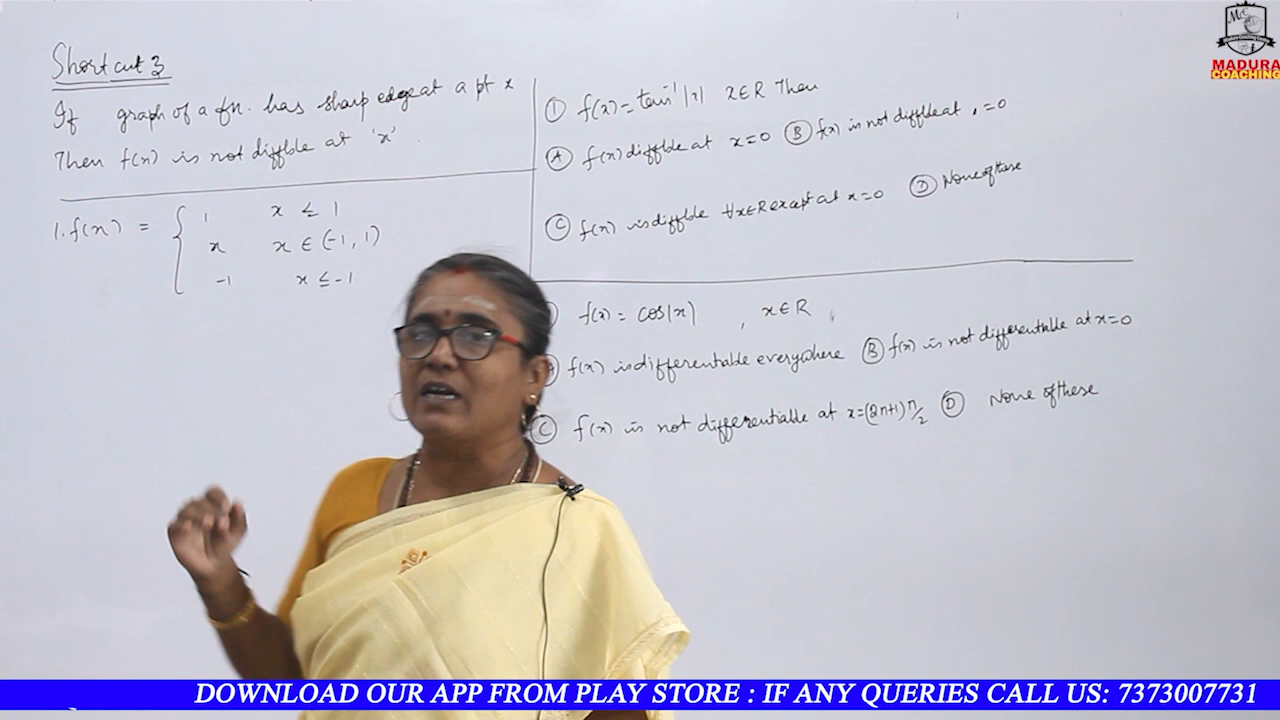 Shortcut 3
If graph of a fn. has sharp edge at a pt x
Then f(x) is not diffble at 'x'.
1. f(x) = { 1 x ≤ 1
x x ∈ (-1, 1)
-1 x ≤ -1
① f(x) = tan⁻¹|x| x∈R Then
Ⓐ f(x) diffble at x=0 Ⓑ f(x) is not diffble at , =0
Ⓒ f(x) is diffble ∀x∈R except at x=0 Ⓓ None of these
f(x) = cos|x| , x∈R ,
f(x) is differentiable everywhere Ⓑ f(x) is not differentiable at x=0
Ⓒ f(x) is not differentiable at x=(2n+1)π/2 Ⓓ None of these
MADURA
COACHING
DOWNLOAD OUR APP FROM PLAY STORE : IF ANY QUERIES CALL US: 7373007731